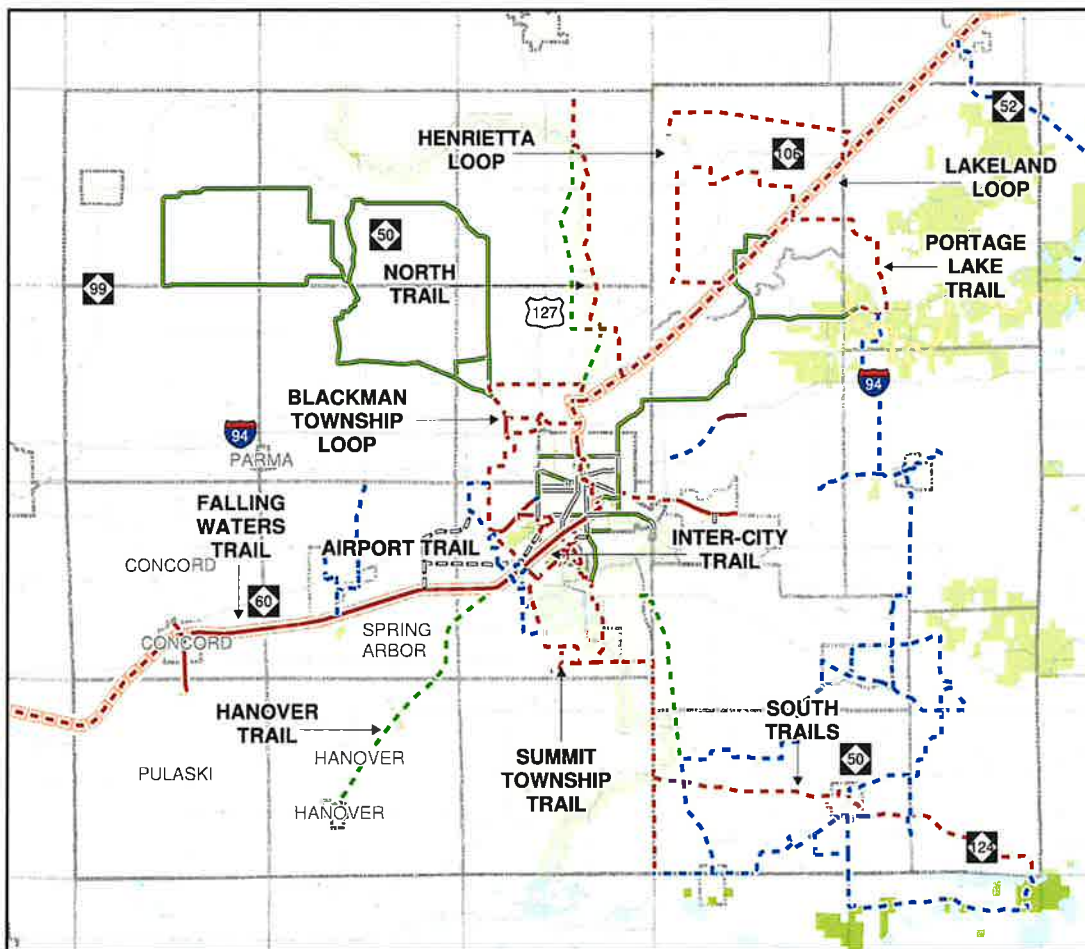 52
HENRIETTA
LOOP
106
LAKELAND
LOOP
50
NORTH
TRAIL
PORTAGE
LAKE
TRAIL
99
127
BLACKMAN
TOWNSHIP
LOOP
94
94
PARMA
FALLING
WATERS
TRAIL
AIRPORT TRAIL
INTER-CITY
TRAIL
CONCORD
60
CONCORD
SPRING
ARBOR
HANOVER
TRAIL
SOUTH
TRAILS
HANOVER
SUMMIT
TOWNSHIP
TRAIL
50
PULASKI
HANOVER
124